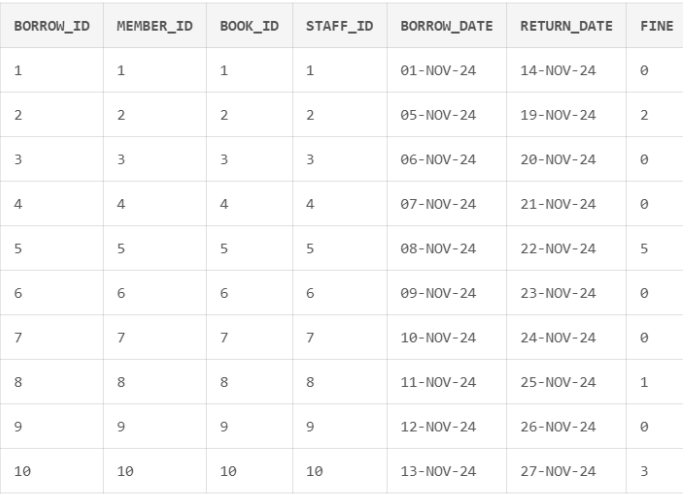 BORROW_ID MEMBER_ID BOOK_ID STAFF_ID BORROW_DATE RETURN_DATE FINE
1 1 1 1 01-NOV-24 14-NOV-24 0
2 2 2 2 05-NOV-24 19-NOV-24 2
3 3 3 3 06-NOV-24 20-NOV-24 0
4 4 4 4 07-NOV-24 21-NOV-24 0
5 5 5 5 08-NOV-24 22-NOV-24 5
6 6 6 6 09-NOV-24 23-NOV-24 0
7 7 7 7 10-NOV-24 24-NOV-24 0
8 8 8 8 11-NOV-24 25-NOV-24 1
9 9 9 9 12-NOV-24 26-NOV-24 0
10 10 10 10 13-NOV-24 27-NOV-24 3